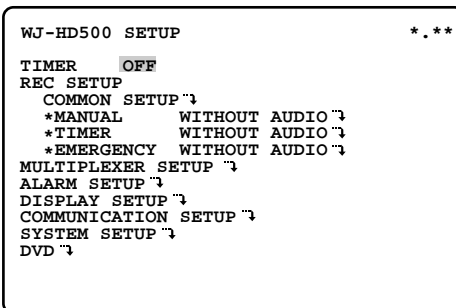 WJ-HD500 SETUP *.**
TIMER OFF
REC SETUP
COMMON SETUP
*MANUAL WITHOUT AUDIO
*TIMER WITHOUT AUDIO
*EMERGENCY WITHOUT AUDIO
MULTIPLEXER SETUP
ALARM SETUP
DISPLAY SETUP
COMMUNICATION SETUP
SYSTEM SETUP
DVD